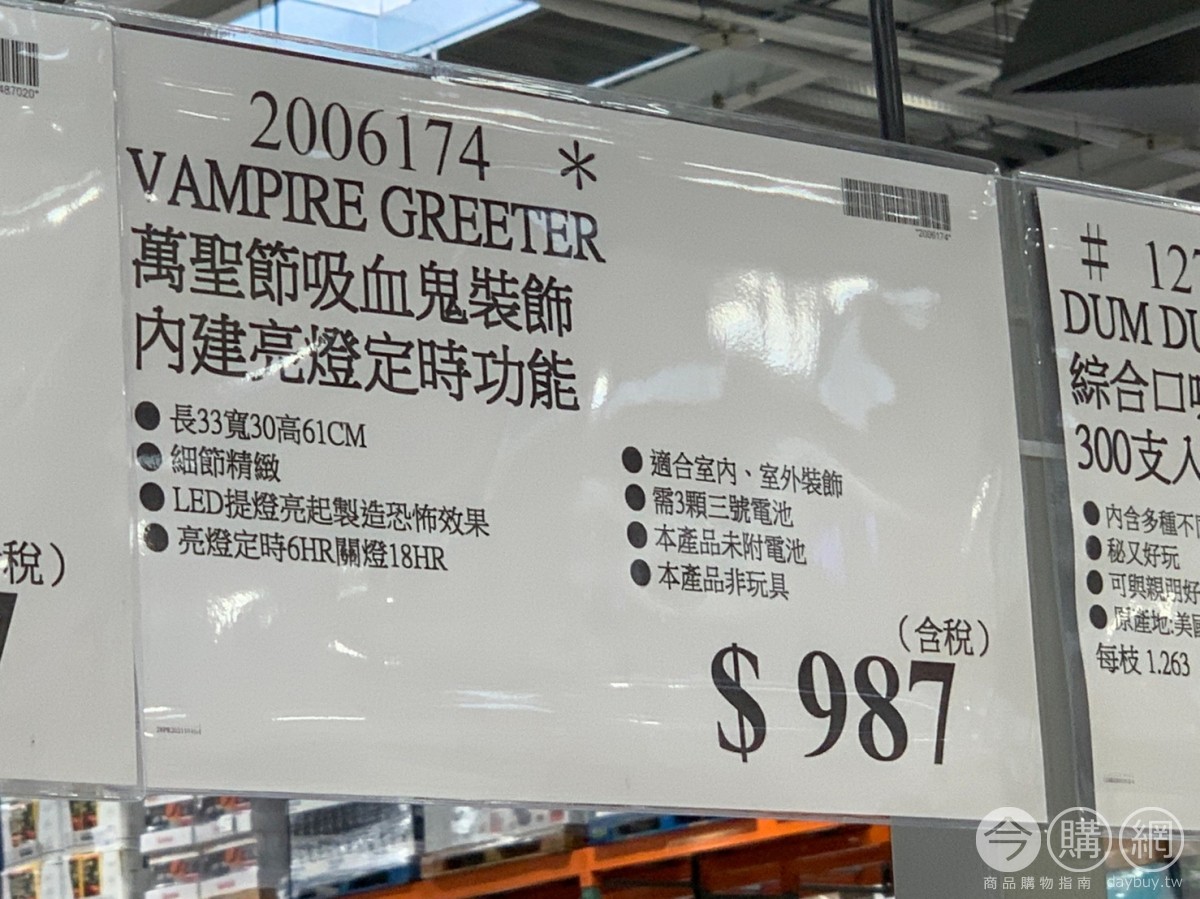 487020"
稅）
2006174 *
VAMPIRE GREETER
"2006174"
萬聖節吸血鬼裝飾
內建亮燈定時功能
● 長33寬30高61CM
● 細節精緻
● LED提燈亮起製造恐怖效果
● 亮燈定時6HR關燈18HR
● 適合室內、室外裝飾
● 需3顆三號電池
● 本產品未附電池
● 本產品非玩具
（含稅）
$ 987
# 127
DUM DU
綜合口
300支入
● 內含多種不
● 秘又好玩
● 可與親朋好
● 原產地:美國
每枝 1.263
今購網
商品購物指南 daybuy.tw